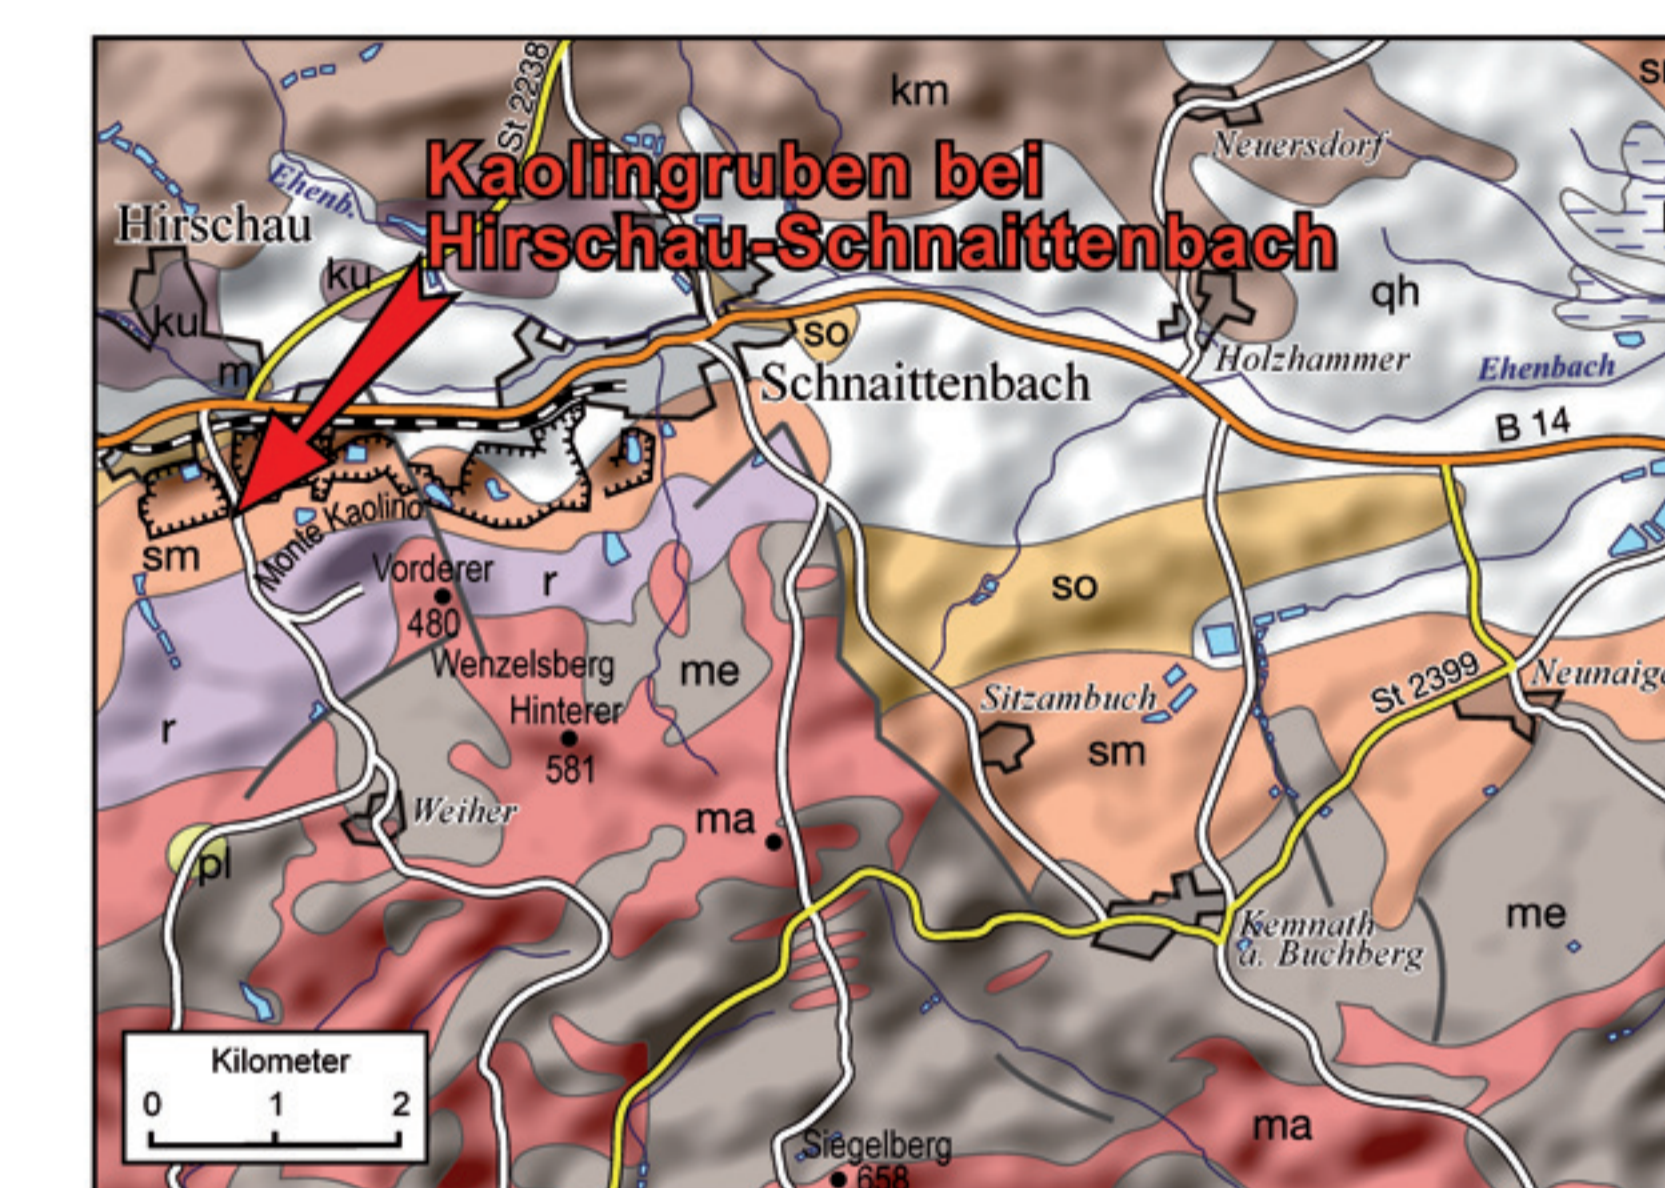 St 2238
km
sm
Neuersdorf
Kaolingruben bei
Hirschau-Schnaittenbach
Ehenb.
Hirschau
ku
ku
m
so
qh
Holzhammer
Ehenbach
Schnaittenbach
B 14
Monte Kaolino
sm
Vorderer
480
r
so
Wenzelsberg
me
Hinterer
581
r
Sitzambuch
sm
St 2399
Neunaige
Weiher
ma
pl
Kemnath
a. Buchberg
me
Kilometer
0 1 2
ma
Siegelberg
658